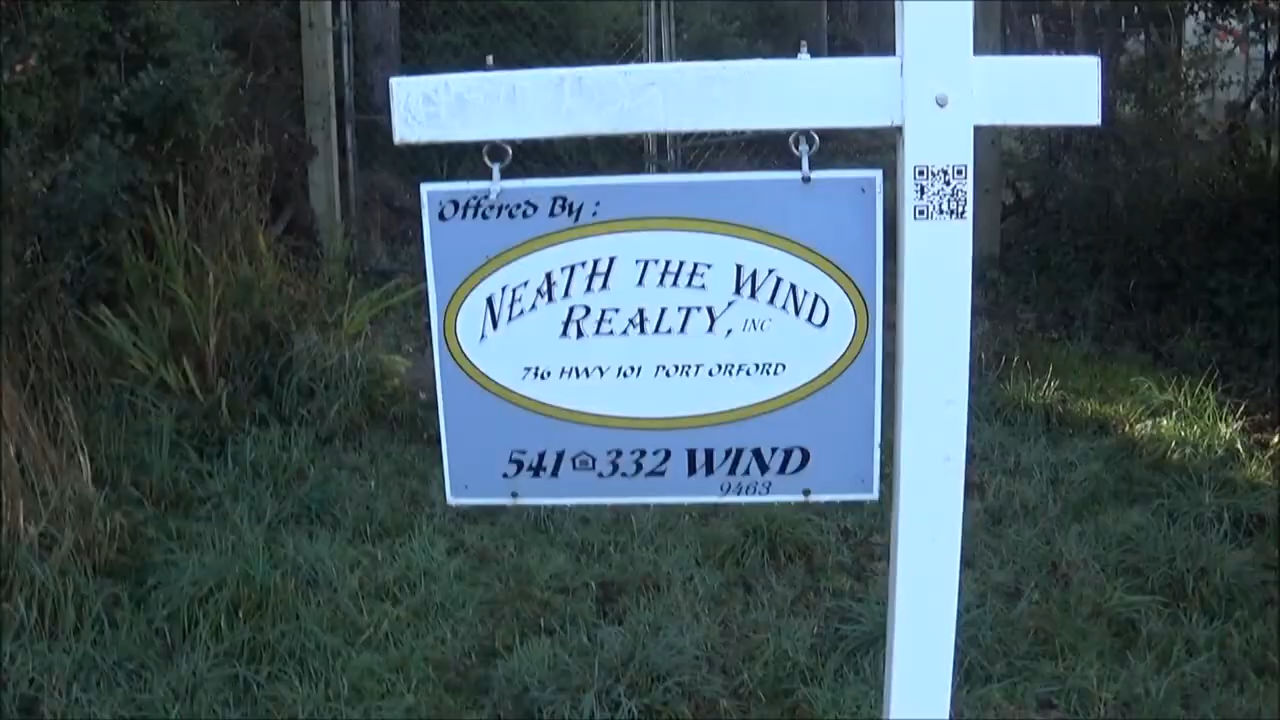 Offered By :
NEATH THE WIND
REALTY, INC
736 HWY 101 PORT ORFORD
541 332 WIND
9463